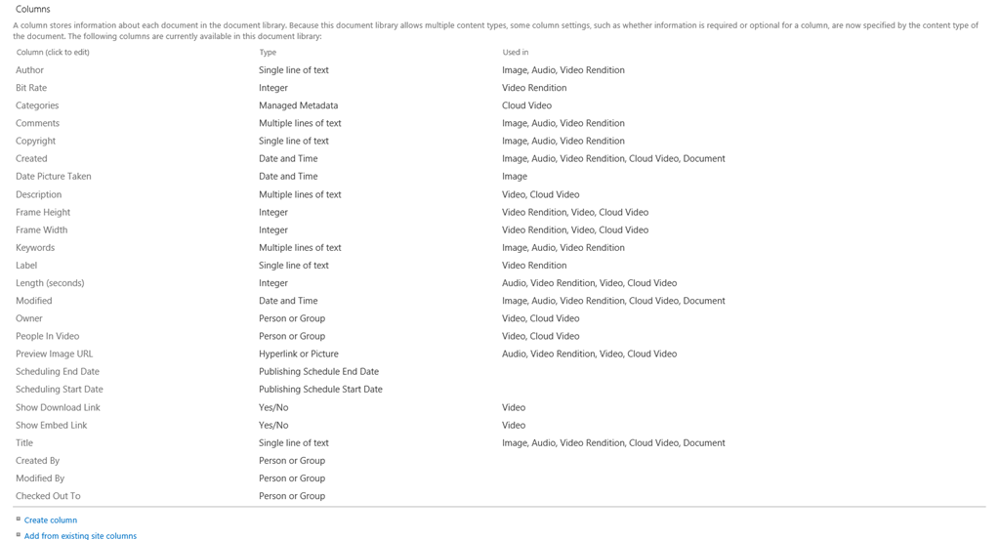 Columns
A column stores information about each document in the document library. Because this document library allows multiple content types, some column settings, such as whether information is required or optional for a column, are now specified by the content type of
the document. The following columns are currently available in this document library:
Column (click to edit) Type Used in
Author Single line of text Image, Audio, Video Rendition
Bit Rate Integer Video Rendition
Categories Managed Metadata Cloud Video
Comments Multiple lines of text Image, Audio, Video Rendition
Copyright Single line of text Image, Audio, Video Rendition
Created Date and Time Image, Audio, Video Rendition, Cloud Video, Document
Date Picture Taken Date and Time Image
Description Multiple lines of text Video, Cloud Video
Frame Height Integer Video Rendition, Video, Cloud Video
Frame Width Integer Video Rendition, Video, Cloud Video
Keywords Multiple lines of text Image, Audio, Video Rendition
Label Single line of text Video Rendition
Length (seconds) Integer Audio, Video Rendition, Video, Cloud Video
Modified Date and Time Image, Audio, Video Rendition, Cloud Video, Document
Owner Person or Group Video, Cloud Video
People In Video Person or Group Video, Cloud Video
Preview Image URL Hyperlink or Picture Audio, Video Rendition, Video, Cloud Video
Scheduling End Date Publishing Schedule End Date
Scheduling Start Date Publishing Schedule Start Date
Show Download Link Yes/No Video
Show Embed Link Yes/No Video
Title Single line of text Image, Audio, Video Rendition, Cloud Video, Document
Created By Person or Group
Modified By Person or Group
Checked Out To Person or Group
Create column
Add from existing site columns